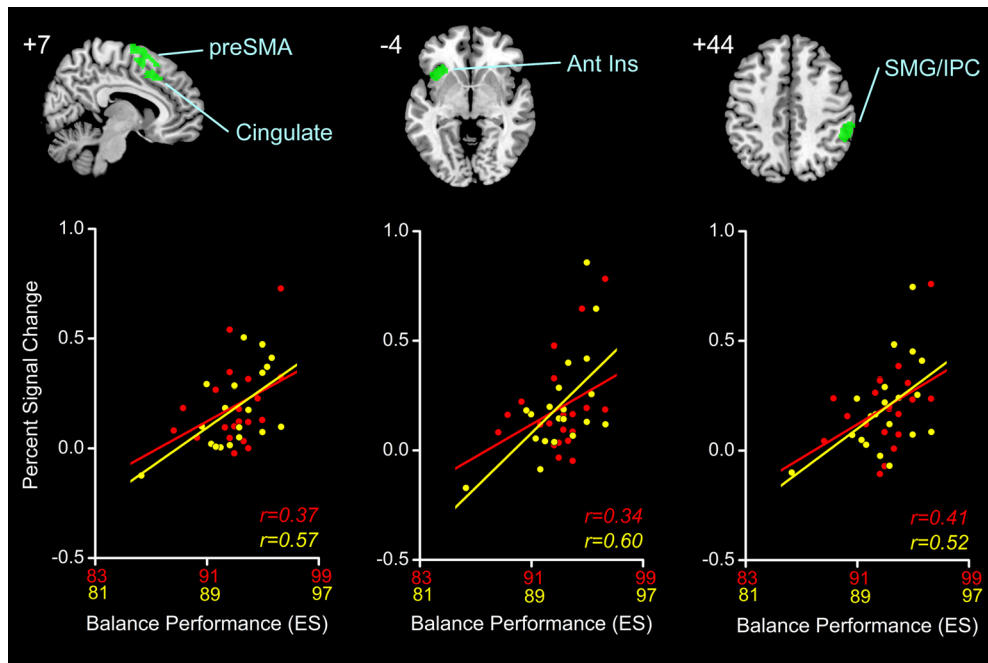 +7
preSMA
Cingulate
-4
Ant Ins
+44
SMG/IPC
Percent Signal Change
1.0
0.5
0.0
-0.5
r=0.37
r=0.57
83 91 99
81 89 97
Balance Performance (ES)
1.0
0.5
0.0
-0.5
r=0.34
r=0.60
83 91 99
81 89 97
Balance Performance (ES)
1.0
0.5
0.0
-0.5
r=0.41
r=0.52
83 91 99
81 89 97
Balance Performance (ES)